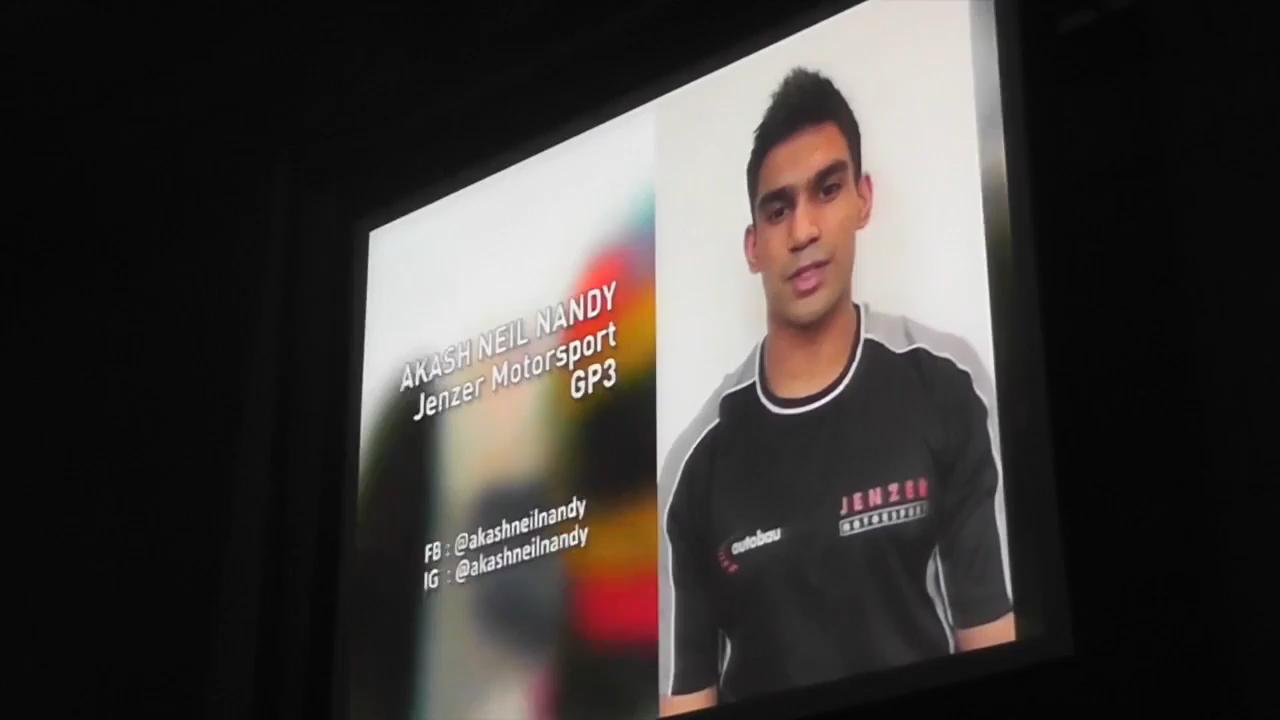 AKASH NEIL NANDY
Jenzer Motorsport
GP3
FB : @akashneilnandy
IG : @akashneilnandy
JENZER
MOTORSPORT
autobau